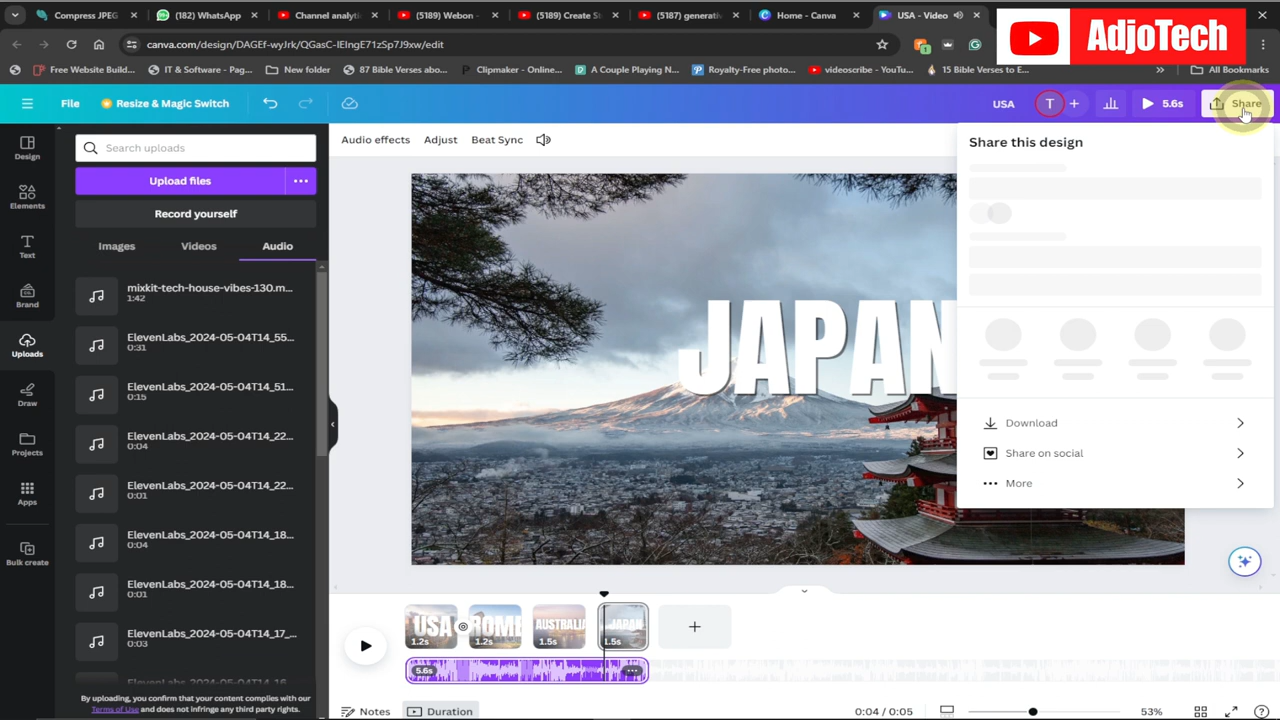 Compress JPEG
(182) WhatsApp
Channel analytic
(5189) Webon -
(5189) Create S
(5187) generativ
Home - Canva
USA - Video
AdjoTech
canva.com/design/DAGEf-wyJrk/QGasC-IEIngE71zSp7J9xw/edit
Free Website Build...
IT & Software - Pag...
New folder
87 Bible Verses abo...
Clipmaker - Online...
A Couple Playing N...
Royalty-free photo...
videoscribe - YouTu...
15 Bible Verses to E...
All Bookmarks
File
Resize & Magic Switch
USA
T
5.6s
Share
Design
Elements
Text
Brand
Uploads
Draw
Projects
Apps
Bulk create
Search uploads
Upload files
Record yourself
Images
Videos
Audio
mixkit-tech-house-vibes-130.m...
1:42
ElevenLabs_2024-05-04T14_55...
0:31
ElevenLabs_2024-05-04T14_51...
0:15
ElevenLabs_2024-05-04T14_22...
0:04
ElevenLabs_2024-05-04T14_22...
0:01
ElevenLabs_2024-05-04T14_18...
0:04
ElevenLabs_2024-05-04T14_18...
0:01
ElevenLabs_2024-05-04T14_17_...
0:03
By uploading, you confirm that your content complies with our
Terms of Use and does not infringe any third party rights.
Audio effects
Adjust
Beat Sync
JAPAN
Share this design
Download
Share on social
More
USA
1.2s
ROME
1.2s
AUSTRALIA
1.5s
JAPAN
1.5s
5.6s
Notes
Duration
0:04 / 0:05
53%